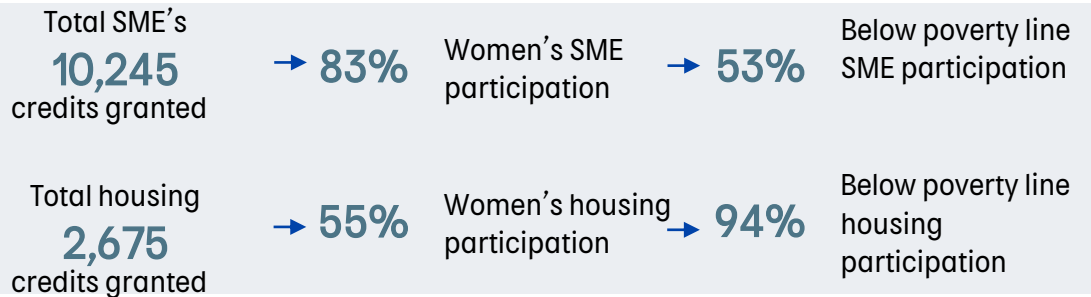 Total SME's
10,245
credits granted
83%
Women's SME
participation
53%
Below poverty line
SME participation
Total housing
2,675
credits granted
55%
Women's housing
participation
94%
Below poverty line
housing
participation